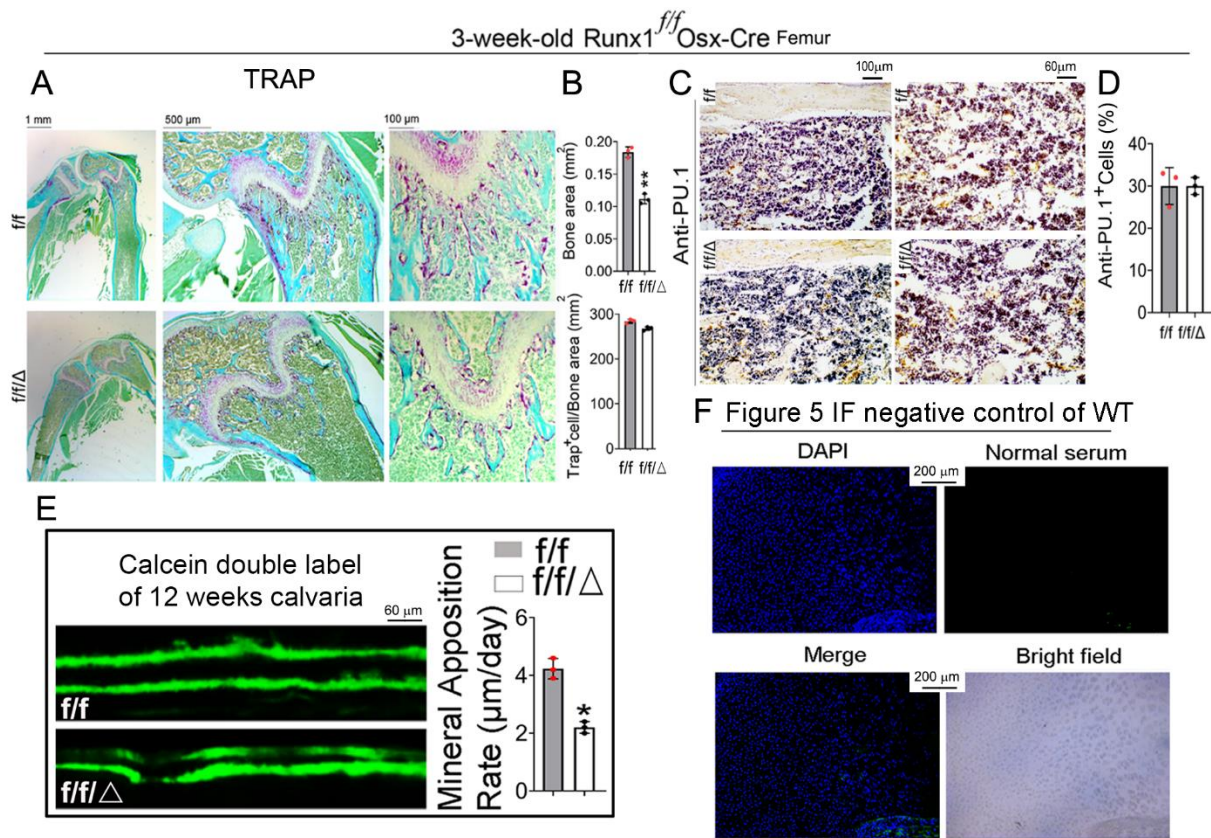 3-week-old Runx1^f/f Osx-Cre Femur
A
TRAP
1 mm
500 μm
100 μm
f/f
f/f/Δ
B
Bone area (mm²)
0.20
0.15
0.10
0.05
0.00
**
f/f f/f/△
Trap⁺cell/Bone area (mm²)
300
200
100
0
f/f f/f/△
C
100μm
60μm
Anti-PU.1
f/f
f/f
f/f/Δ
f/f/Δ
D
Anti-PU.1⁺Cells (%)
40
30
20
10
0
f/f f/f/Δ
E
Calcein double label
of 12 weeks calvaria
60 μm
f/f
f/f/△
f/f
f/f/△
Mineral Apposition
Rate (μm/day)
6
4
2
0
*
F Figure 5 IF negative control of WT
DAPI
Normal serum
200 μm
Merge
Bright field
200 μm